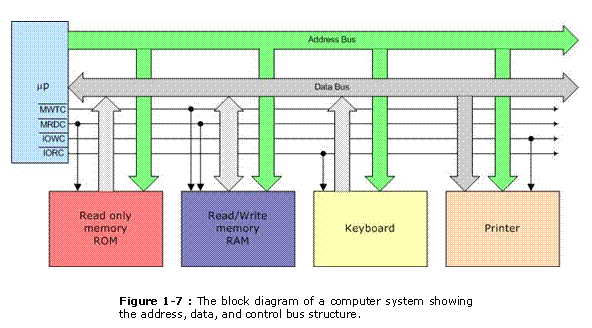 Address Bus
μp
Data Bus
MWTC
MRDC
IOWC
IORC
Read only
memory
ROM
Read/Write
memory
RAM
Keyboard
Printer
Figure 1-7 : The block diagram of a computer system showing
the address, data, and control bus structure.